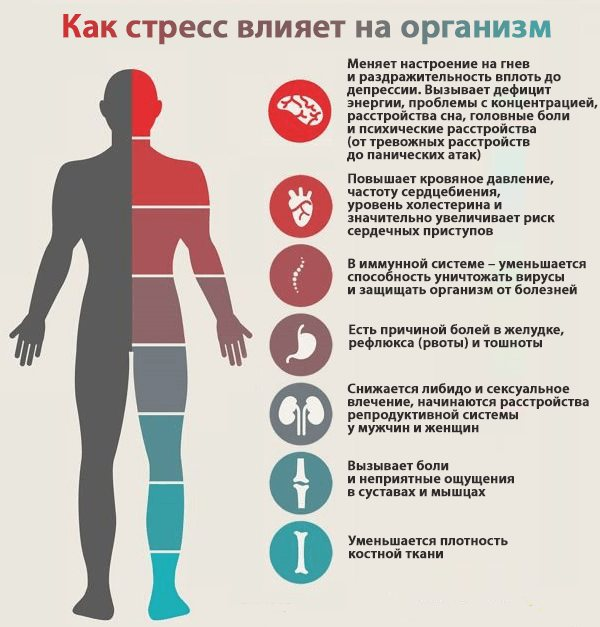 Как стресс влияет на организм
Меняет настроение на гнев
и раздражительность вплоть до
депрессии. Вызывает дефицит
энергии, проблемы с концентрацией,
расстройства сна, головные боли
и психические расстройства
(от тревожных расстройств
до панических атак)
Повышает кровяное давление,
частоту сердцебиения,
уровень холестерина и
значительно увеличивает риск
сердечных приступов
В иммунной системе – уменьшается
способность уничтожать вирусы
и защищать организм от болезней
Есть причиной болей в желудке,
рефлюкса (рвоты) и тошноты
Снижается либидо и сексуальное
влечение, начинаются расстройства
репродуктивной системы
у мужчин и женщин
Вызывает боли
и неприятные ощущения
в суставах и мышцах
Уменьшается плотность
костной ткани